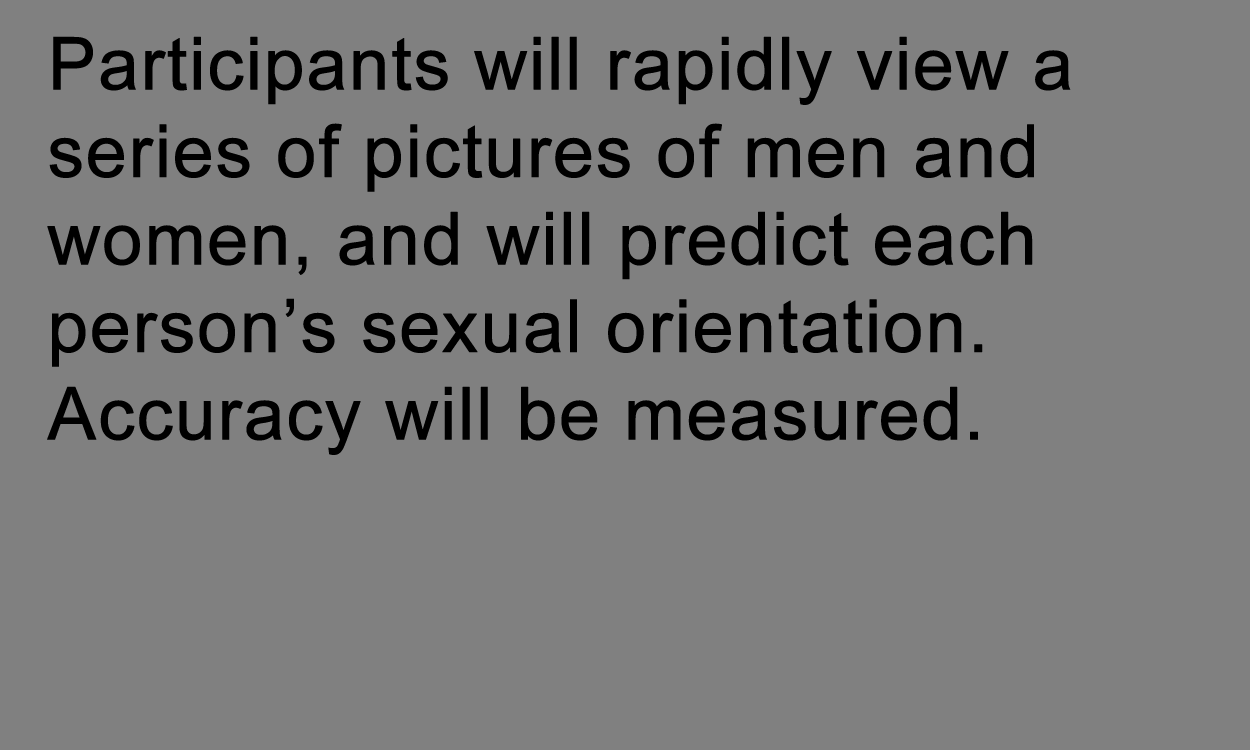 Participants will rapidly view a
series of pictures of men and
women, and will predict each
person’s sexual orientation.
Accuracy will be measured.